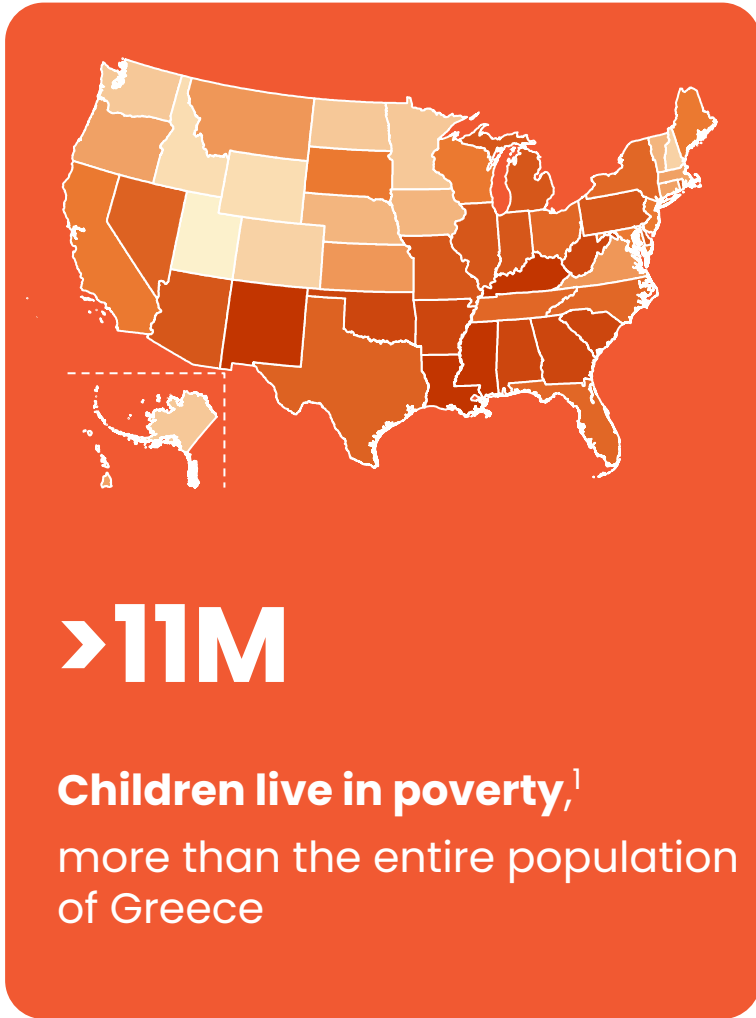 >11M
Children live in poverty,1
more than the entire population
of Greece